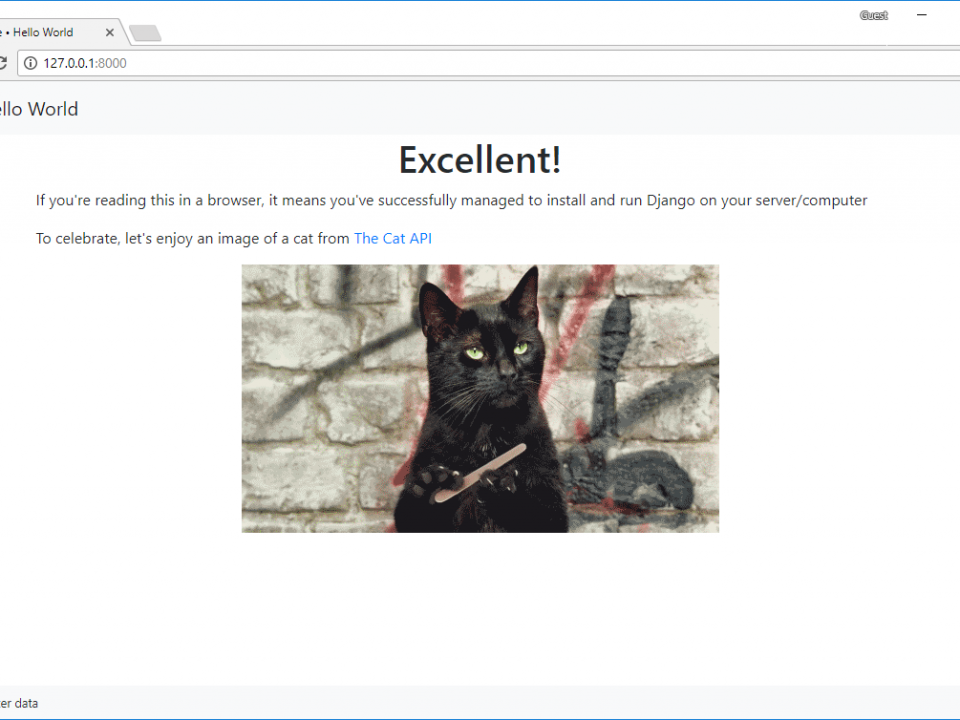 Guest
• Hello World
127.0.0.1:8000
ello World
Excellent!
If you're reading this in a browser, it means you've successfully managed to install and run Django on your server/computer
To celebrate, let's enjoy an image of a cat from The Cat API
er data